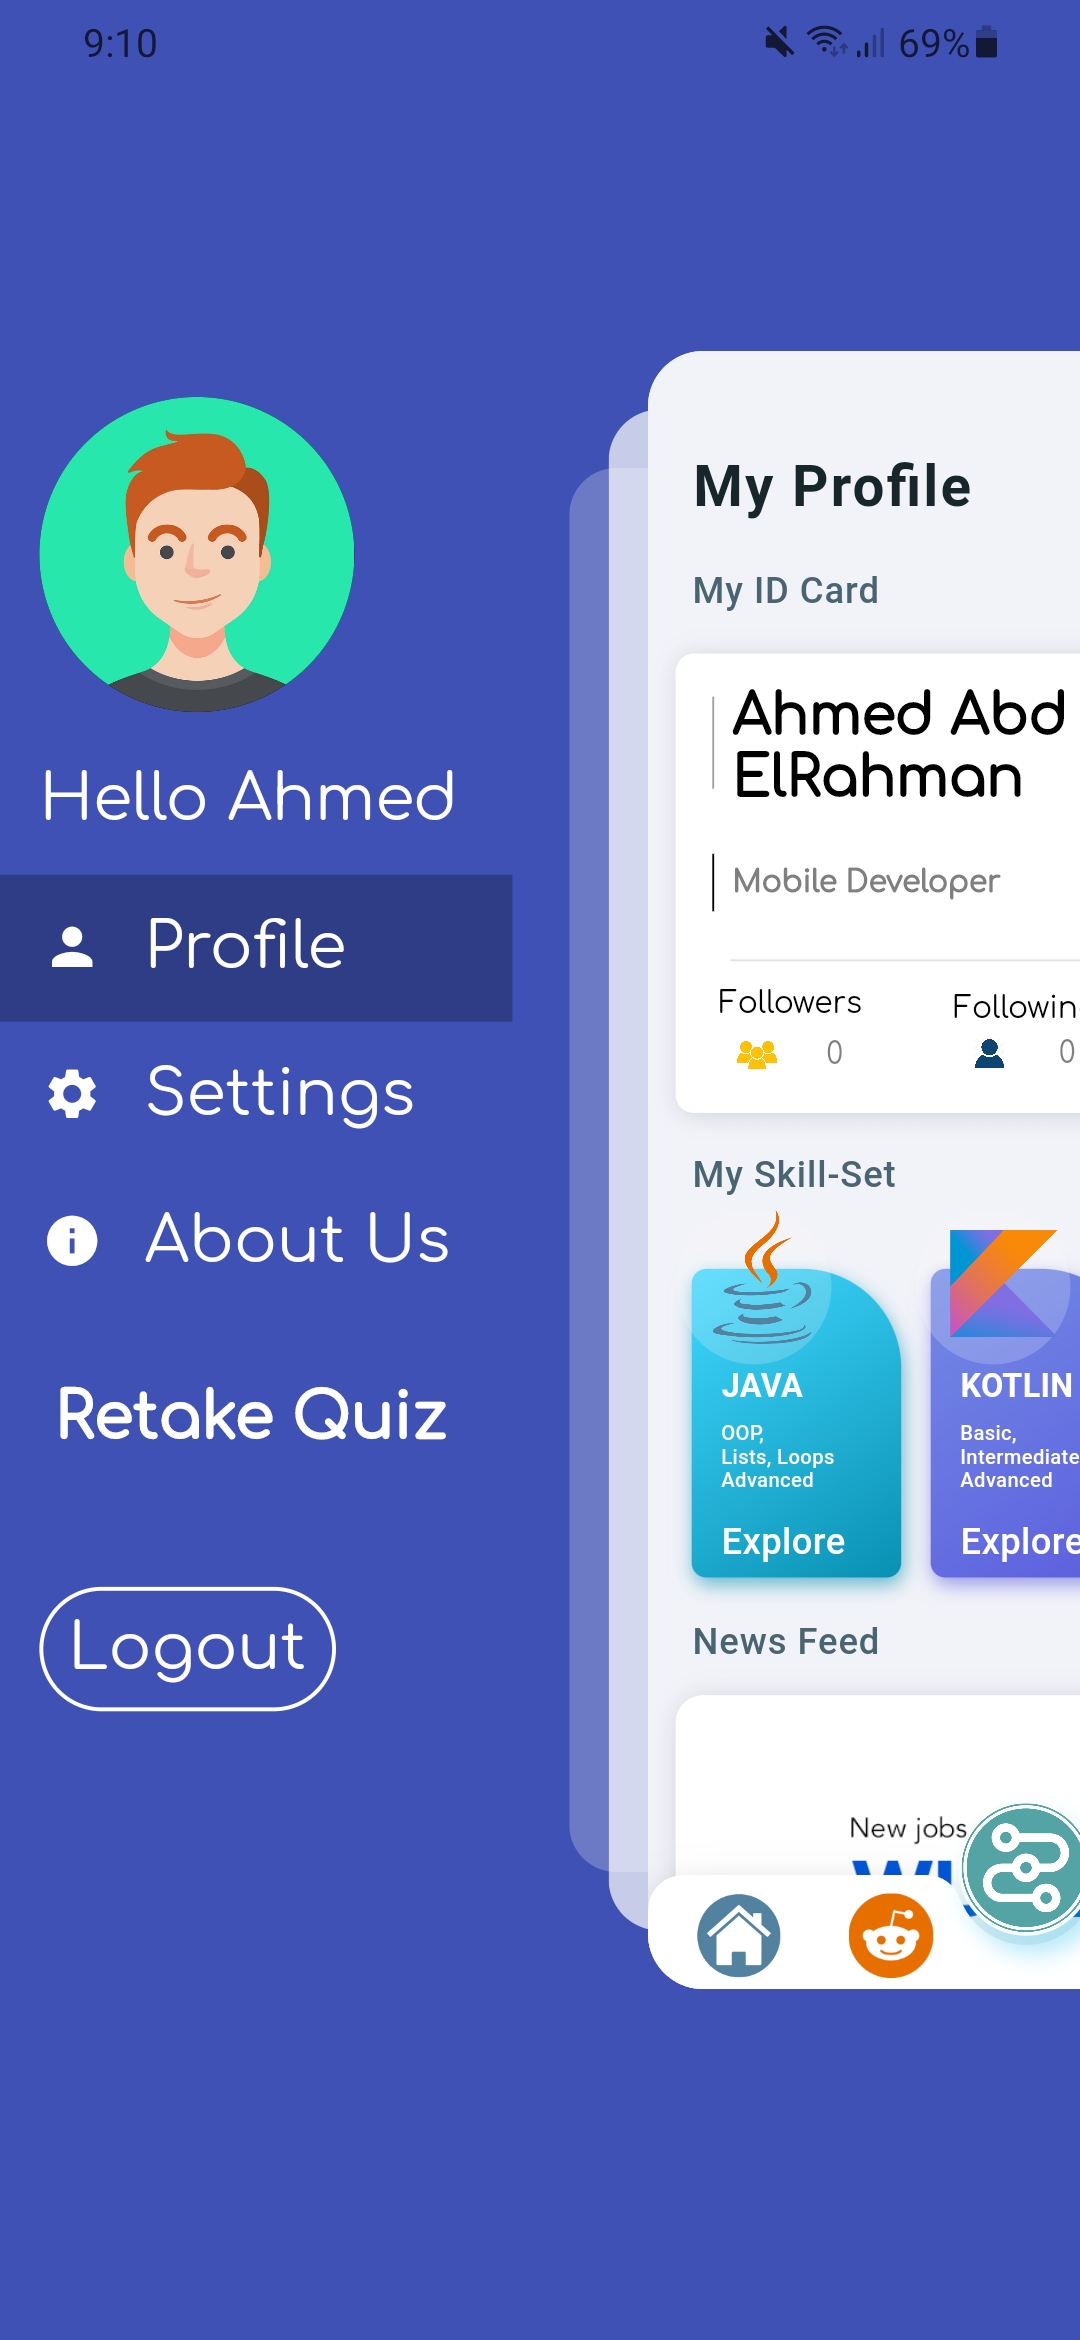 9:10
69%
Hello Ahmed
Profile
Settings
About Us
Retake Quiz
Logout
My Profile
My ID Card
Ahmed Abd
ElRahman
Mobile Developer
Followers
0
Followin
0
My Skill-Set
JAVA
OOP,
Lists, Loops
Advanced
Explore
KOTLIN
Basic,
Intermediate
Advanced
Explore
News Feed
New jobs